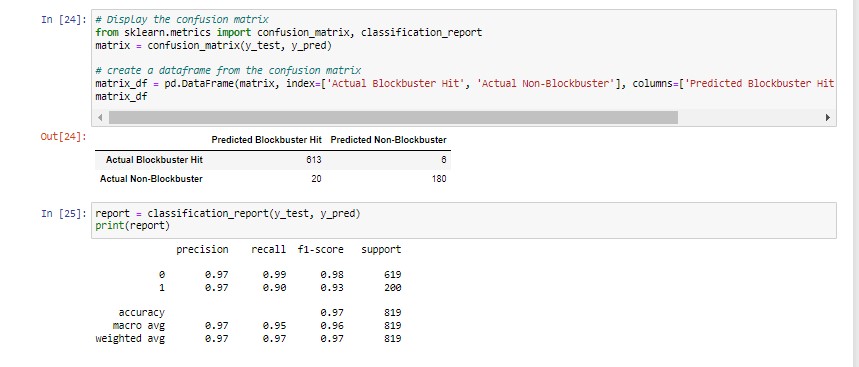 In [24]: # Display the confusion matrix
from sklearn.metrics import confusion_matrix, classification_report
matrix = confusion_matrix(y_test, y_pred)
# create a dataframe from the confusion matrix
matrix_df = pd.DataFrame(matrix, index=['Actual Blockbuster Hit', 'Actual Non-Blockbuster'], columns=['Predicted Blockbuster Hit
matrix_df
Out[24]:
Predicted Blockbuster Hit Predicted Non-Blockbuster
Actual Blockbuster Hit 613 6
Actual Non-Blockbuster 20 180
In [25]: report = classification_report(y_test, y_pred)
print(report)
precision recall f1-score support
0 0.97 0.99 0.98 619
1 0.97 0.90 0.93 200
accuracy 0.97 819
macro avg 0.97 0.95 0.96 819
weighted avg 0.97 0.97 0.97 819